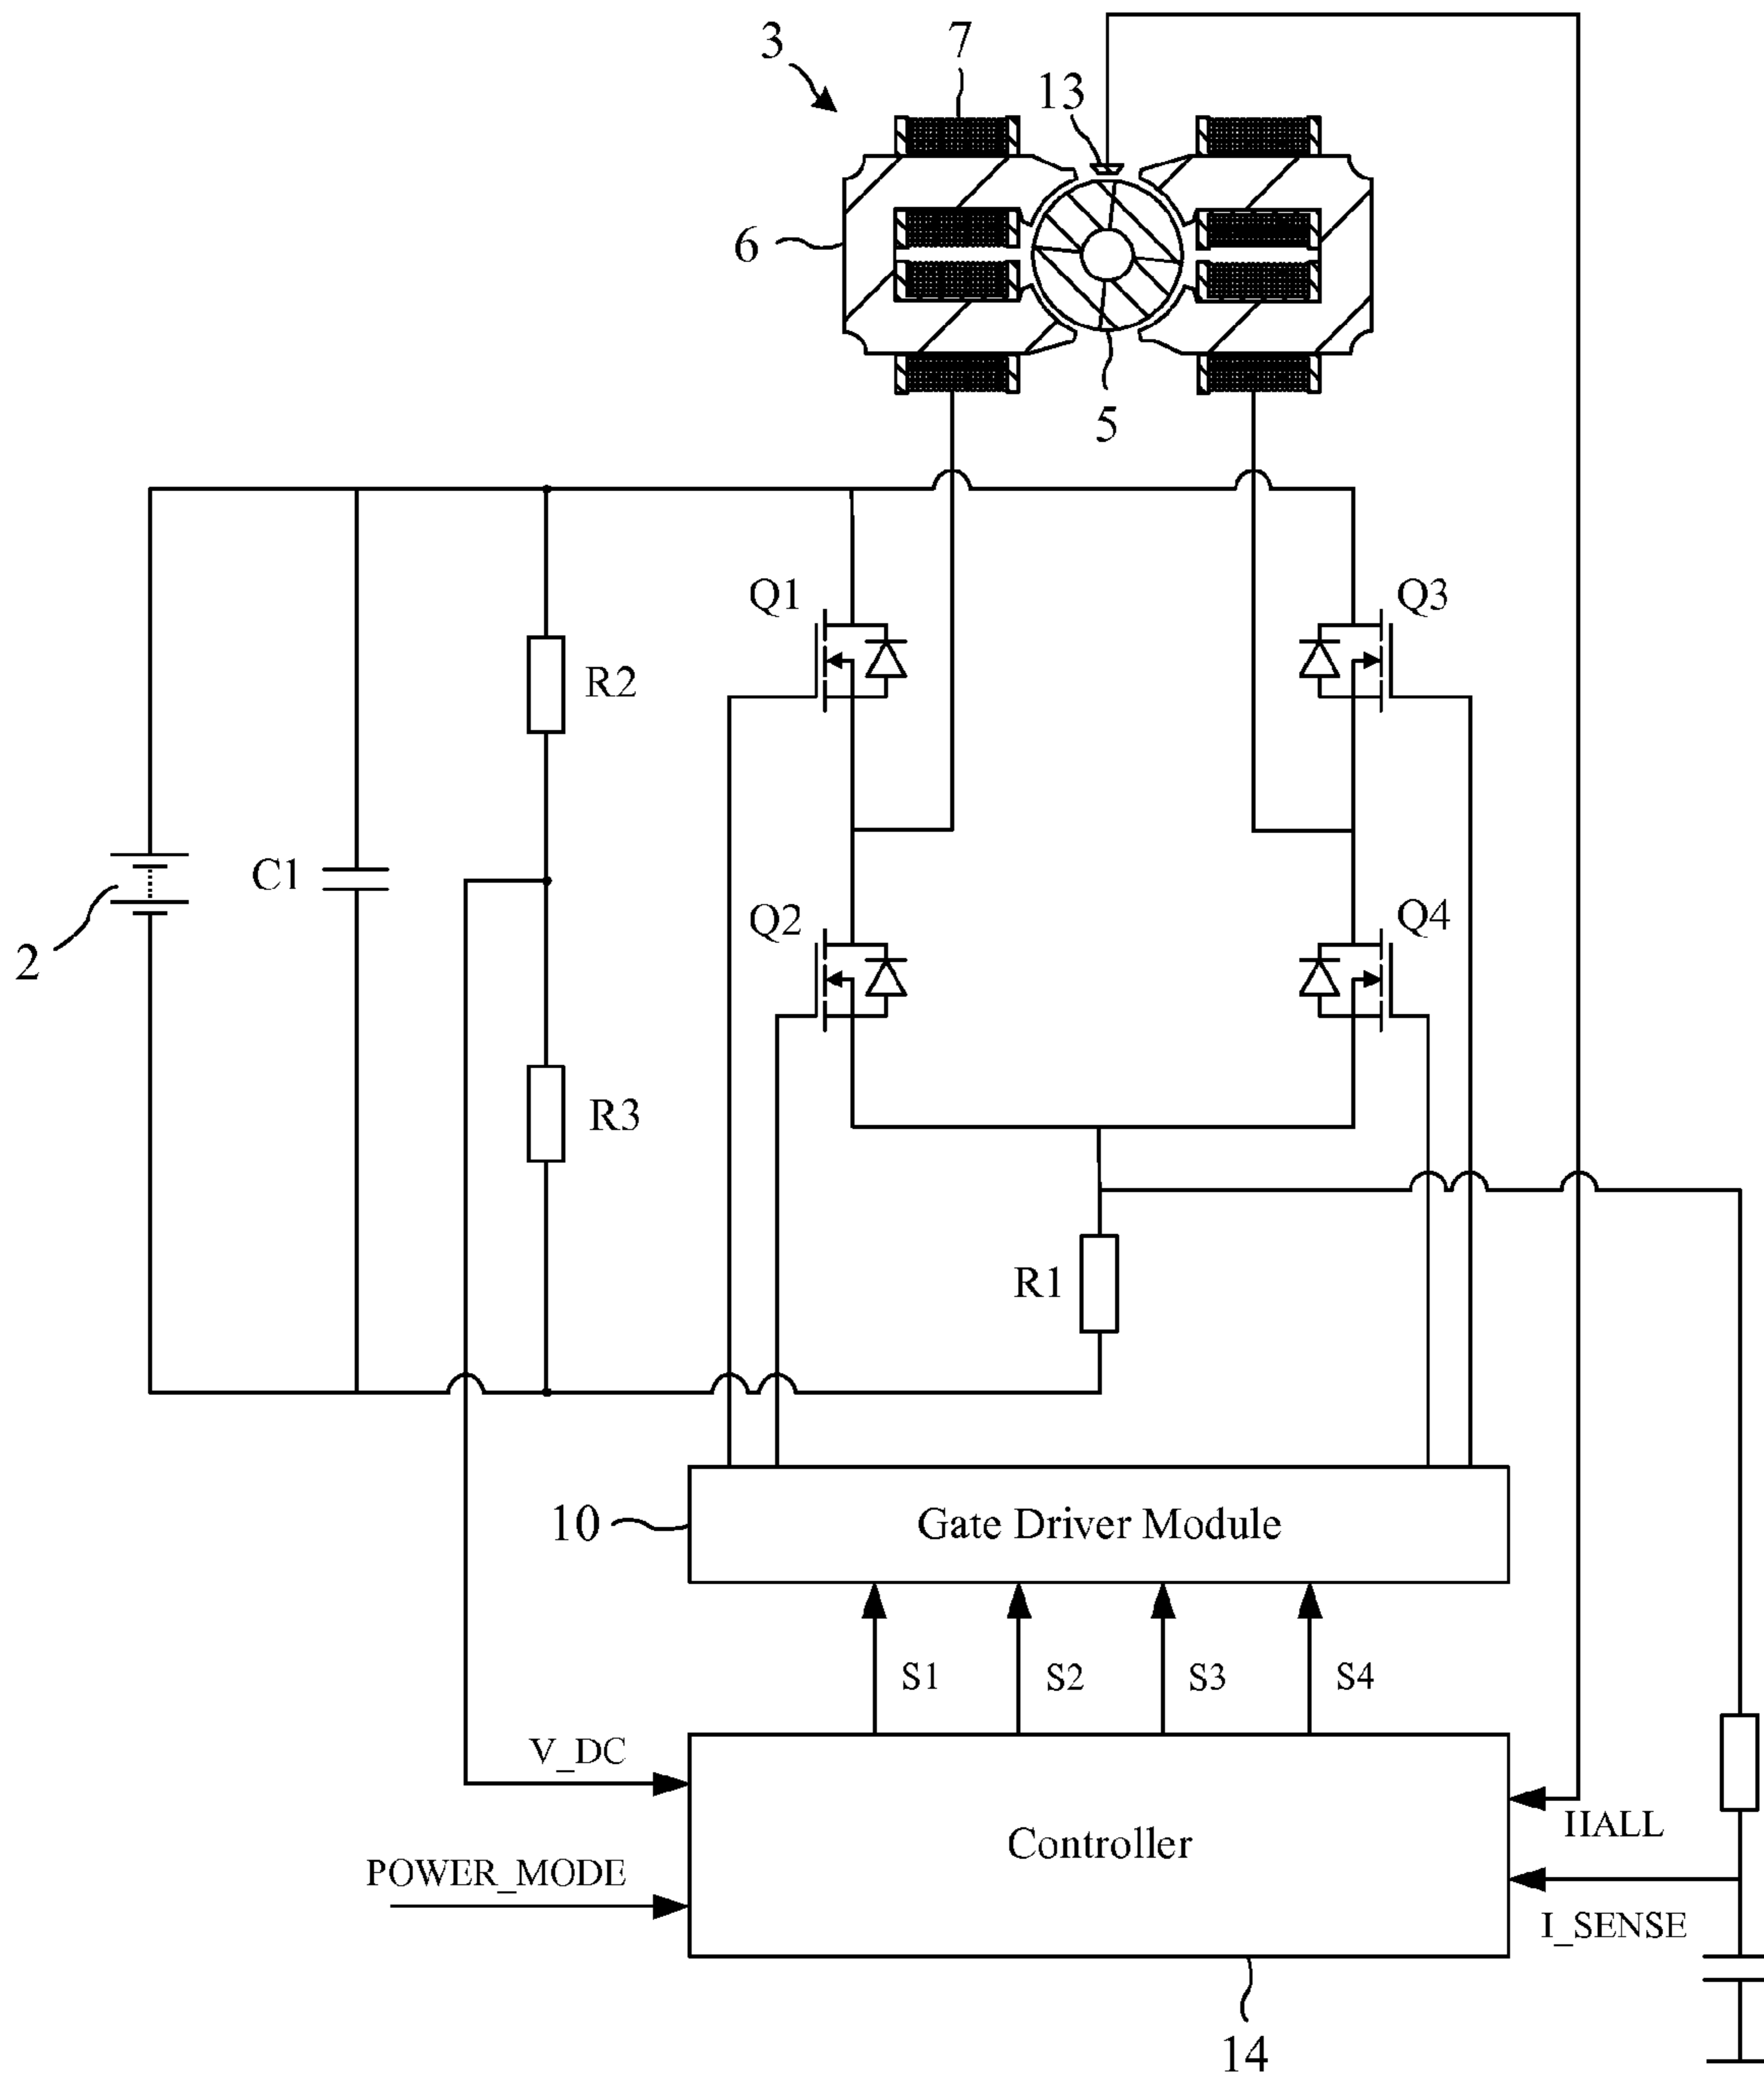 3
7
13
6
5
Q1
Q3
R2
C1
Q2
Q4
2
R3
R1
10
Gate Driver Module
S1
S2
S3
S4
V_DC
HALL
Controller
POWER_MODE
I_SENSE
14